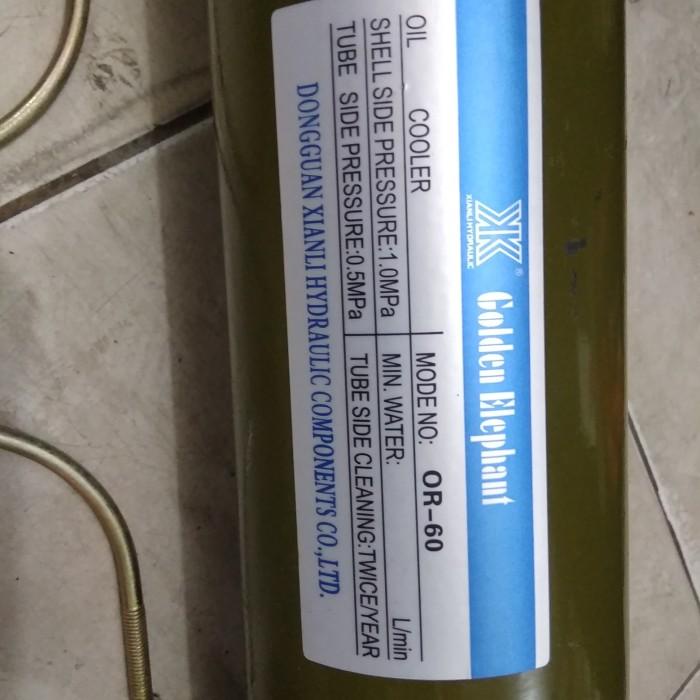 XIANLI HYDRAULIC
® Golden Elephant
OIL COOLER MODE NO: OR-60
SHELL SIDE PRESSURE:1.0MPa MIN. WATER: L/min
TUBE SIDE PRESSURE:0.5MPa TUBE SIDE CLEANING:TWICE/YEAR
DONGGUAN XIANLI HYDRAULIC COMPONENTS CO.,LTD.